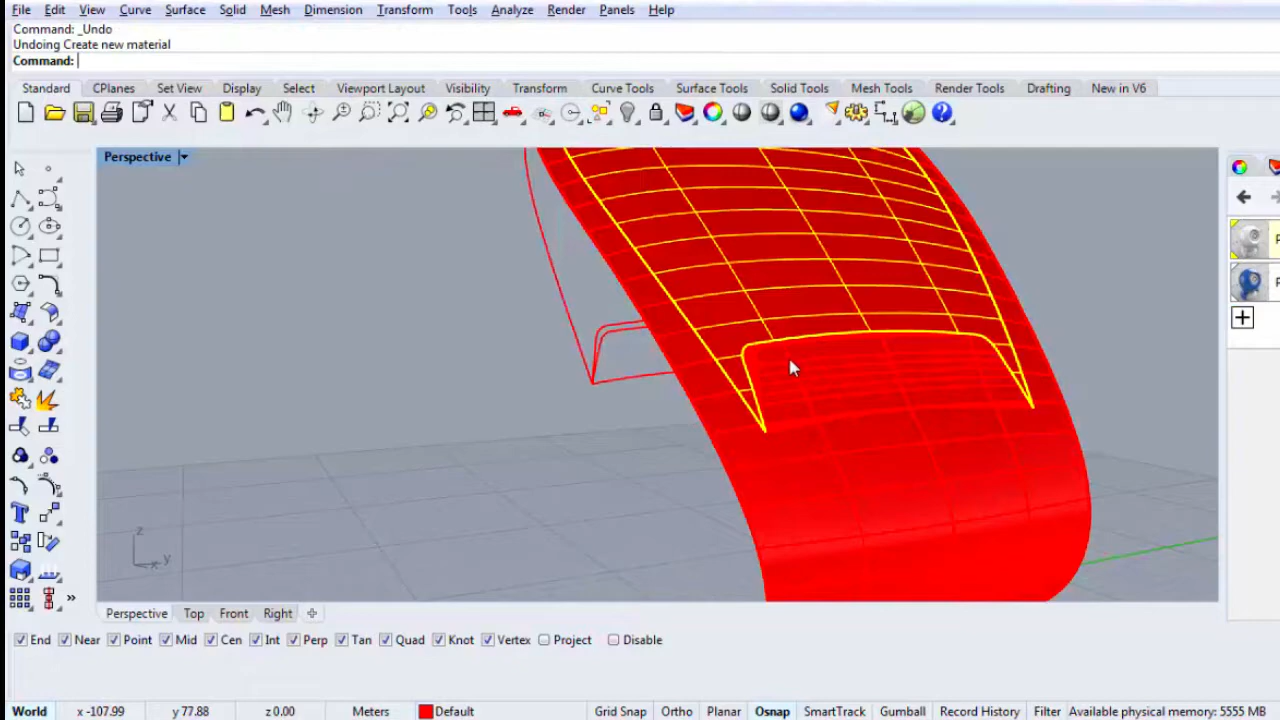 File Edit View Curve Surface Solid Mesh Dimension Transform Tools Analyze Render Panels Help
Command: _Undo
Undoing Create new material
Command:
Standard CPlanes Set View Display Select Viewport Layout Visibility Transform Curve Tools Surface Tools Solid Tools Mesh Tools Render Tools Drafting New in V6
Perspective
z
x y
Perspective Top Front Right
End Near Point Mid Cen Int Perp Tan Quad Knot Vertex Project Disable
World x -107.99 y 77.88 z 0.00 Meters Default Grid Snap Ortho Planar Osnap SmartTrack Gumball Record History Filter Available physical memory: 5555 MB